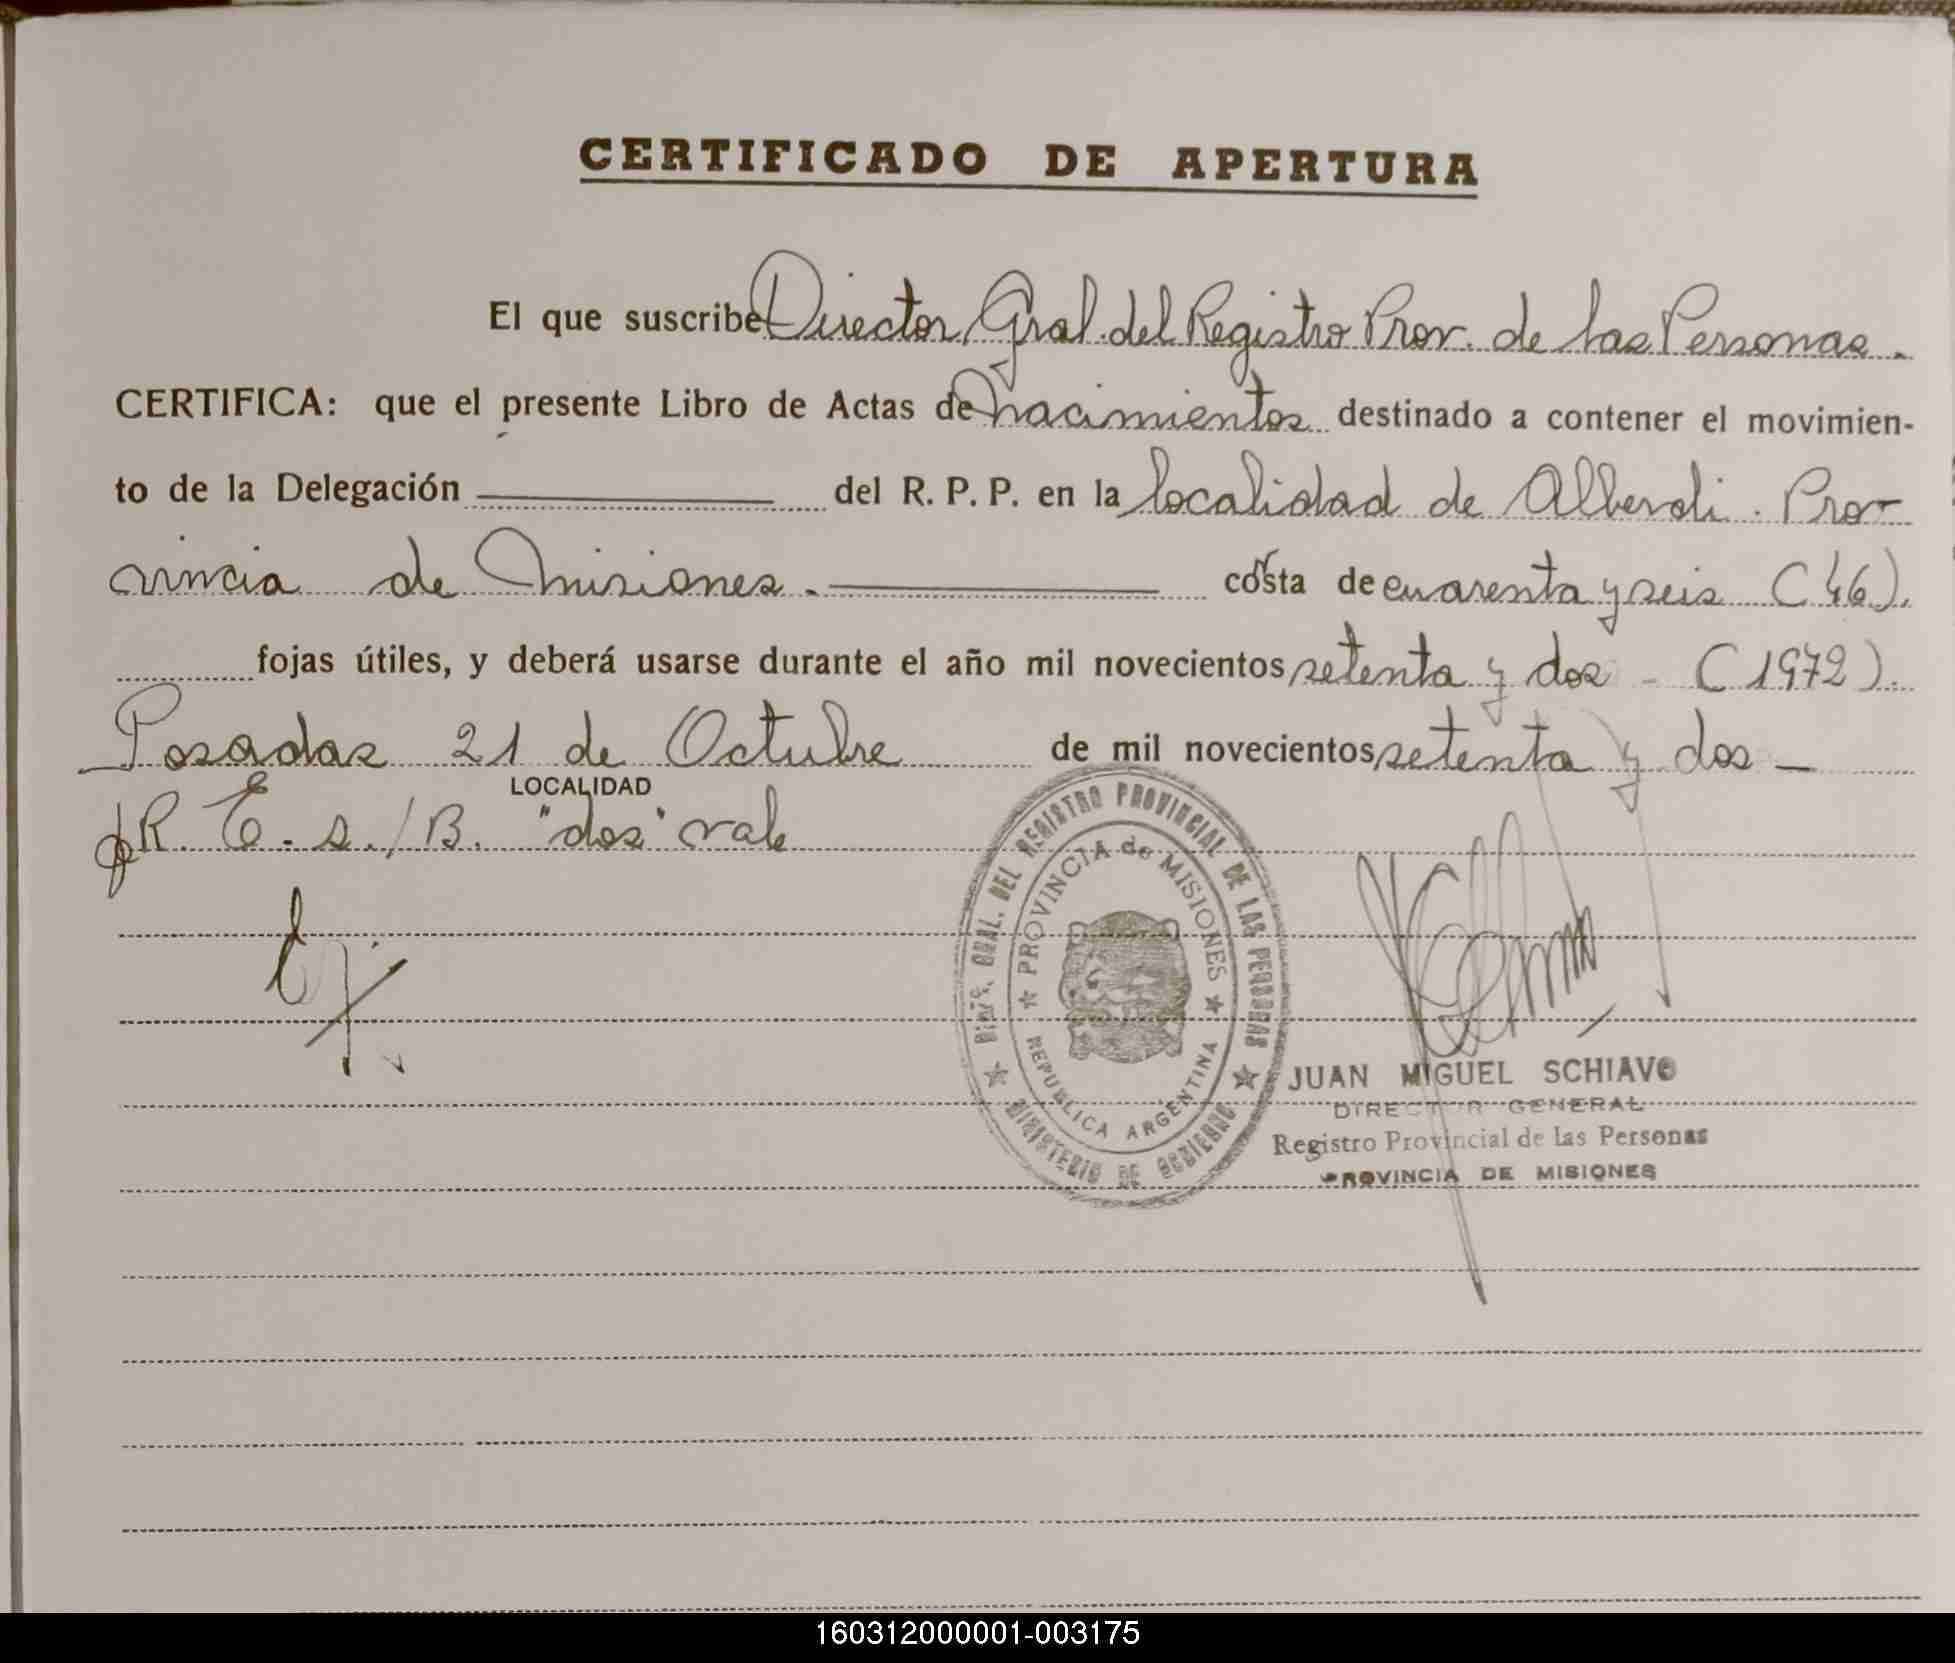 CERTIFICADO DE APERTURA
El que suscribe Director Gral. del Registro Prov. de las Personas.
CERTIFICA: que el presente Libro de Actas de nacimientos destinado a contener el movimien-
to de la Delegación del R. P. P. en la localidad de Alberdi. Pro-
vincia de Misiones. costa de cuarenta y seis (46).
fojas útiles, y deberá usarse durante el año mil novecientos setenta y dos - (1972).
Posadas 21 de Octubre de mil novecientos setenta y dos -
LOCALIDAD
R. E. s./B. "dos" vale
DIREC. GRAL. DEL REGISTRO PROVINCIAL DE LAS PERSONAS
MINISTERIO DE GOBIERNO
PROVINCIA de MISIONES
REPUBLICA ARGENTINA
JUAN MIGUEL SCHIAVO
DIRECTOR GENERAL
Registro Provincial de las Personas
PROVINCIA DE MISIONES
160312000001-003175